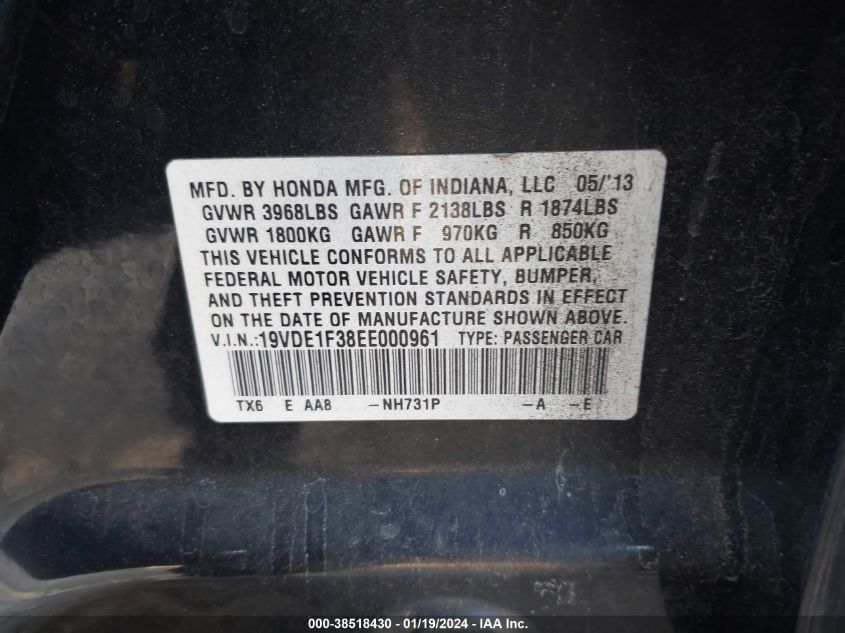 MFD. BY HONDA MFG. OF INDIANA, LLC 05/'13
GVWR 3968LBS GAWR F 2138LBS R 1874LBS
GVWR 1800KG GAWR F 970KG R 850KG
THIS VEHICLE CONFORMS TO ALL APPLICABLE
FEDERAL MOTOR VEHICLE SAFETY, BUMPER,
AND THEFT PREVENTION STANDARDS IN EFFECT
ON THE DATE OF MANUFACTURE SHOWN ABOVE.
V.I.N.:19VDE1F38EE000961 TYPE: PASSENGER CAR
TX6 E AA8 -NH731P -A -E
000-38518430 - 01/19/2024 - IAA Inc.